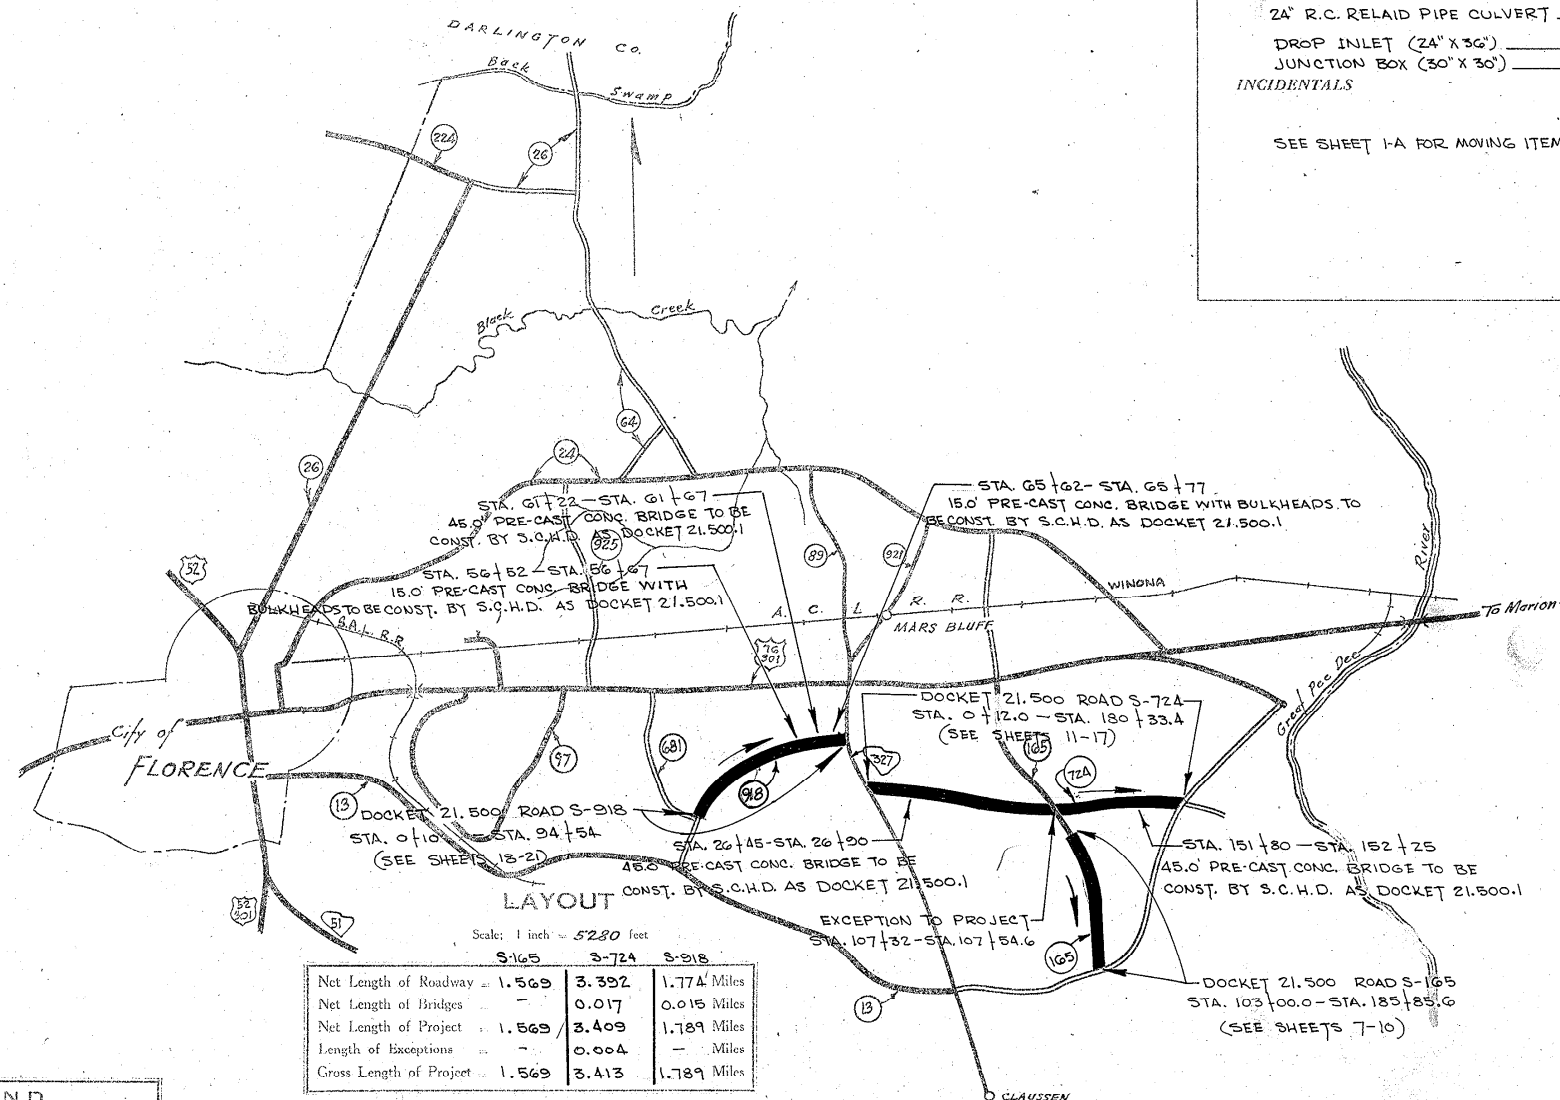 24" R.C. RELAID PIPE CULVERT
DROP INLET (24" X 36")
JUNCTION BOX (30" X 30")
INCIDENTALS
SEE SHEET 1-A FOR MOVING ITEM
DARLINGTON CO.
Back Swamp
224
26
Black Creek
64
26
24
STA. 61+22 — STA. 61+67
45.0' PRE-CAST CONC. BRIDGE TO BE
CONST. BY S.C.H.D. AS DOCKET 21.500.1
925
STA. 65+62 - STA. 65+77
15.0' PRE-CAST CONC. BRIDGE WITH BULKHEADS TO
BE CONST. BY S.C.H.D. AS DOCKET 21.500.1
89
921
52
STA. 56+52 — STA. 56+67
15.0' PRE-CAST CONC. BRIDGE WITH
BULKHEADS TO BE CONST. BY S.C.H.D. AS DOCKET 21.500.1
S.A.L. R.R.
A. C. L. R. R.
MARS BLUFF
WINONA
River
To Marion
76
301
Great Pee Dee
City of
FLORENCE
DOCKET 21.500 ROAD S-724
STA. 0+12.0 — STA. 180+33.4
(SEE SHEETS 11-17)
97
681
918
327
165
724
13
DOCKET 21.500 ROAD S-918
STA. 0+10 — STA. 94+54
(SEE SHEETS 18-21)
STA. 26+45-STA. 26+90
45.0' PRE-CAST CONC. BRIDGE TO BE
CONST. BY S.C.H.D. AS DOCKET 21.500.1
STA. 151+80 — STA. 152+25
45.0' PRE-CAST CONC. BRIDGE TO BE
CONST. BY S.C.H.D. AS DOCKET 21.500.1
52
301
51
EXCEPTION TO PROJECT
STA. 107+32-STA. 107+54.6
165
13
DOCKET 21.500 ROAD S-165
STA. 103+00.0-STA. 185+85.6
(SEE SHEETS 7-10)
LAYOUT
Scale: 1 inch = 5280 feet
S-165 S-724 S-918
Net Length of Roadway = 1.569 3.392 1.774 Miles
Net Length of Bridges - 0.017 0.015 Miles
Net Length of Project = 1.569 3.409 1.789 Miles
Length of Exceptions = - 0.004 - Miles
Gross Length of Project = 1.569 3.413 1.789 Miles
CLAUSSEN